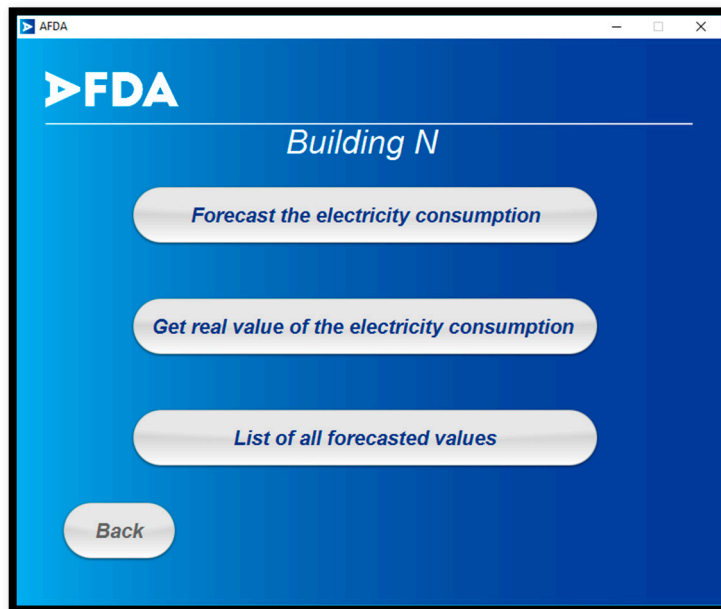 AFDA
AFDA
Building N
Forecast the electricity consumption
Get real value of the electricity consumption
List of all forecasted values
Back